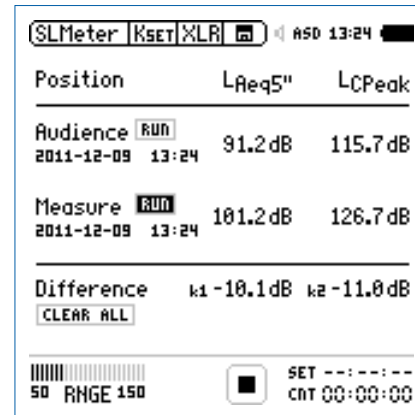 SLMeter KSET XLR ASD 13:24
Position LAeq5" LCPeak
Audience RUN 91.2dB 115.7dB
2011-12-09 13:24
Measure RUN 101.2dB 126.7dB
2011-12-09 13:24
Difference k1 -10.1dB k2 -11.0dB
CLEAR ALL
SET --:--:--
50 RNGE 150 CNT 00:00:00